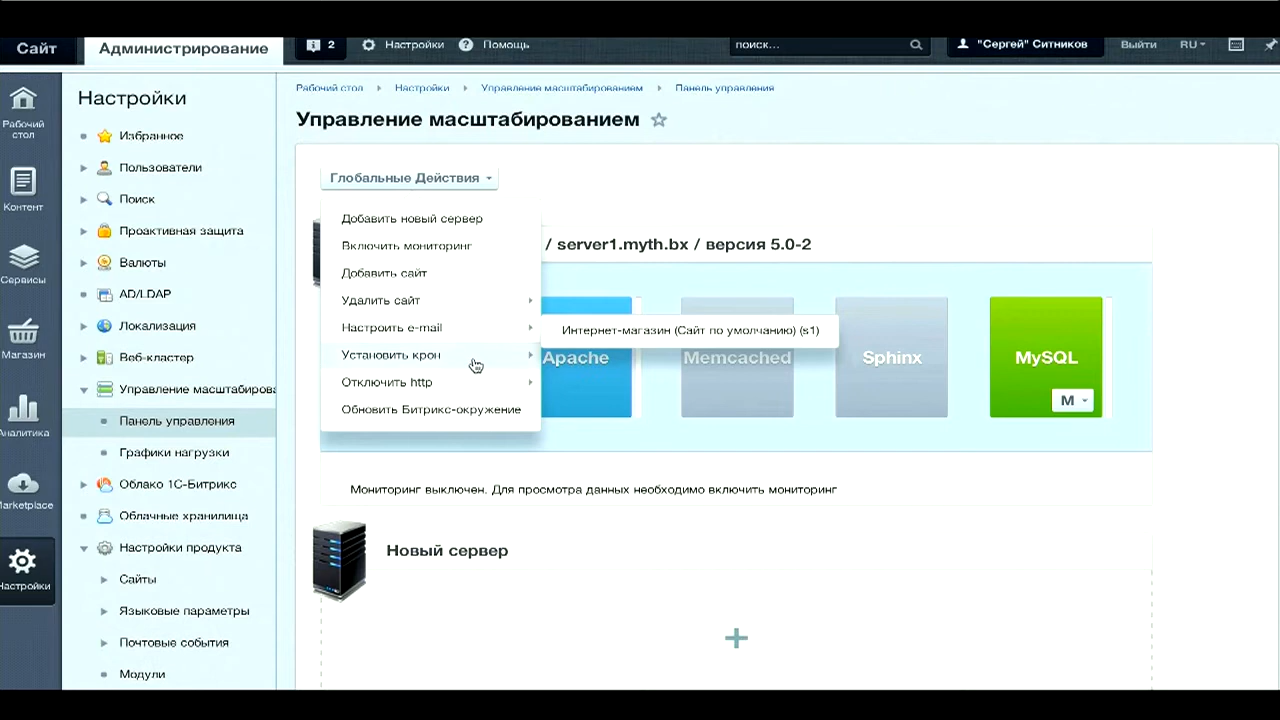 Сайт
Администрирование
2
Настройки
Помощь
поиск...
"Сергей" Ситников
Выйти
RU
Рабочий стол
Контент
Сервисы
Магазин
Аналитика
Marketplace
Настройки
Настройки
Избранное
Пользователи
Поиск
Проактивная защита
Валюты
AD/LDAP
Локализация
Веб-кластер
Управление масштабирова
Панель управления
Графики нагрузки
Облако 1С-Битрикс
Облачные хранилища
Настройки продукта
Сайты
Языковые параметры
Почтовые события
Модули
Рабочий стол
Настройки
Управление масштабированием
Панель управления
Управление масштабированием
Глобальные Действия
Добавить новый сервер
Включить мониторинг
Добавить сайт
Удалить сайт
Настроить e-mail
Установить крон
Отключить http
Обновить Битрикс-окружение
Интернет-магазин (Сайт по умолчанию) (s1)
/ server1.myth.bx / версия 5.0-2
Apache
Memcached
Sphinx
MySQL
M
Мониторинг выключен. Для просмотра данных необходимо включить мониторинг
Новый сервер